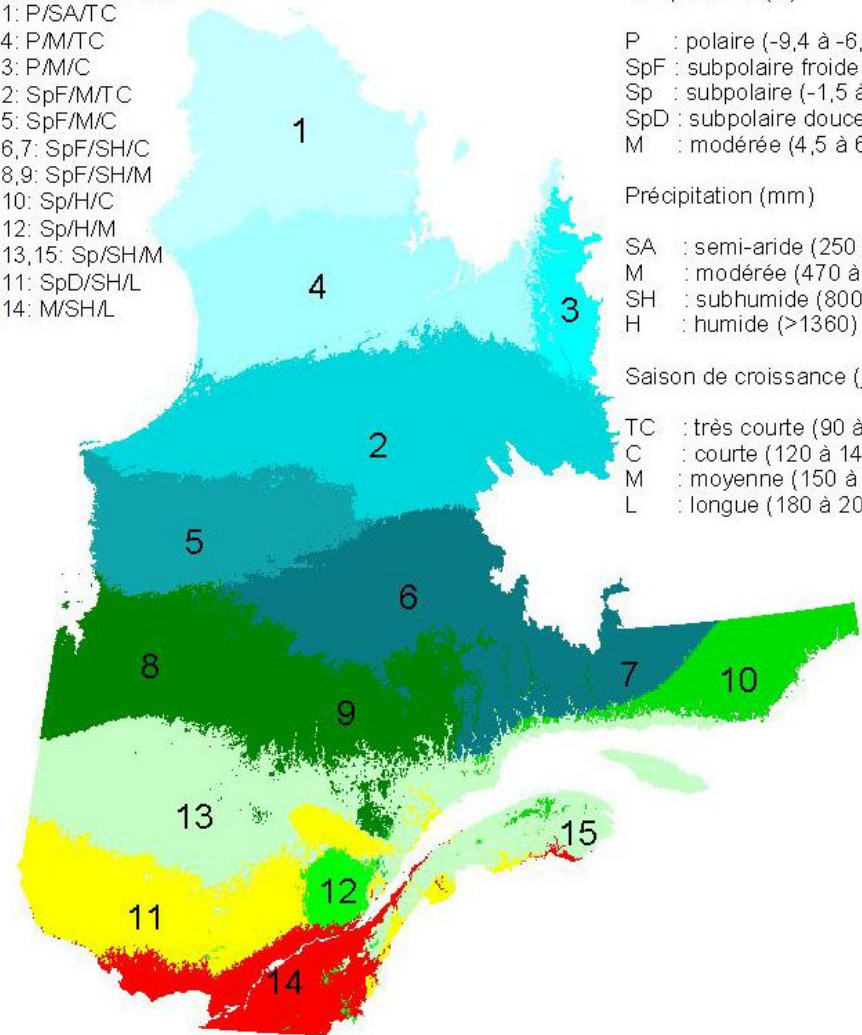 1: P/SA/TC
4: P/M/TC
3: P/M/C
2: SpF/M/TC
5: SpF/M/C
6,7: SpF/SH/C
8,9: SpF/SH/M
10: Sp/H/C
12: Sp/H/M
13,15: Sp/SH/M
11: SpD/SH/L
14: M/SH/L
P : polaire (-9,4 à -6,
SpF : subpolaire froide
Sp : subpolaire (-1,5 à
SpD : subpolaire douce
M : modérée (4,5 à 6
Précipitation (mm)
SA : semi-aride (250
M : modérée (470 à
SH : subhumide (800
H : humide (>1360)
Saison de croissance (
TC : très courte (90 à
C : courte (120 à 14
M : moyenne (150 à
L : longue (180 à 20
1
4
3
2
5
6
8
7
10
9
13
15
12
11
14